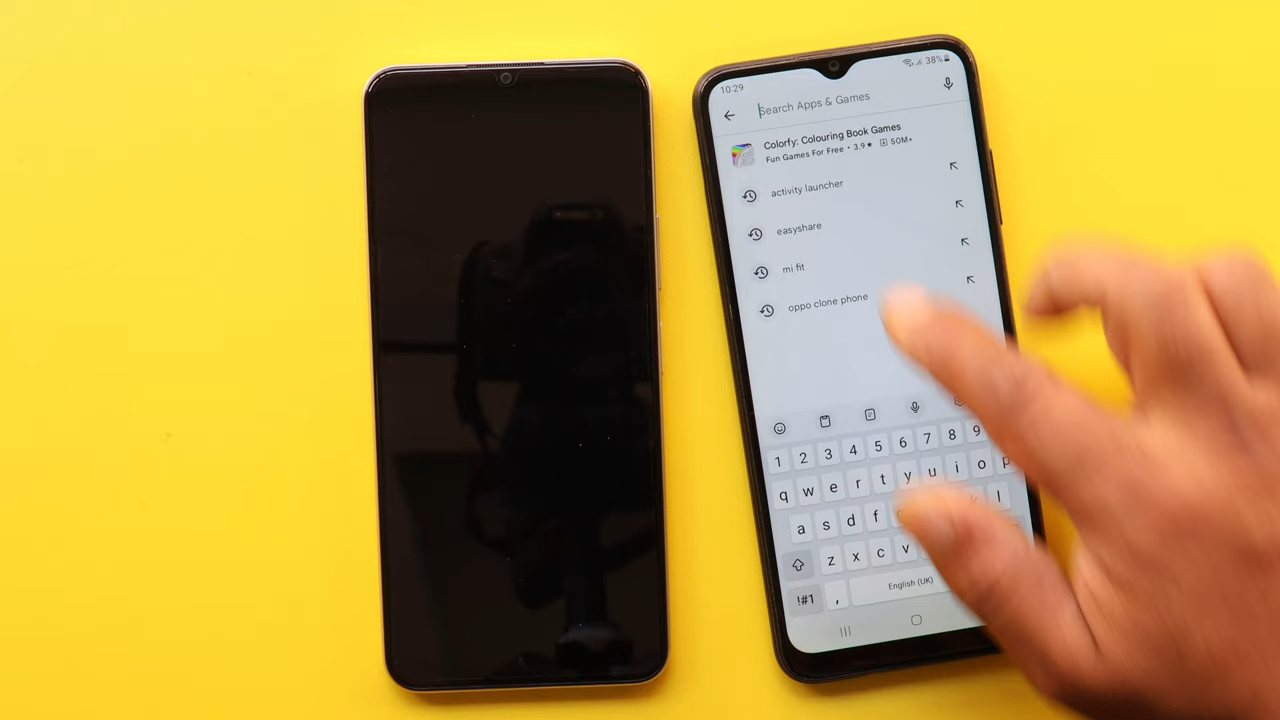 10:29
38%
Search Apps & Games
Colorfy: Colouring Book Games
Fun Games For Free • 3.9★ 50M+
activity launcher
easyshare
mi fit
oppo clone phone
1 2 3 4 5 6 7 8 9
q w e r t y u i o p
a s d f l
z x c v
!#1 , English (UK)